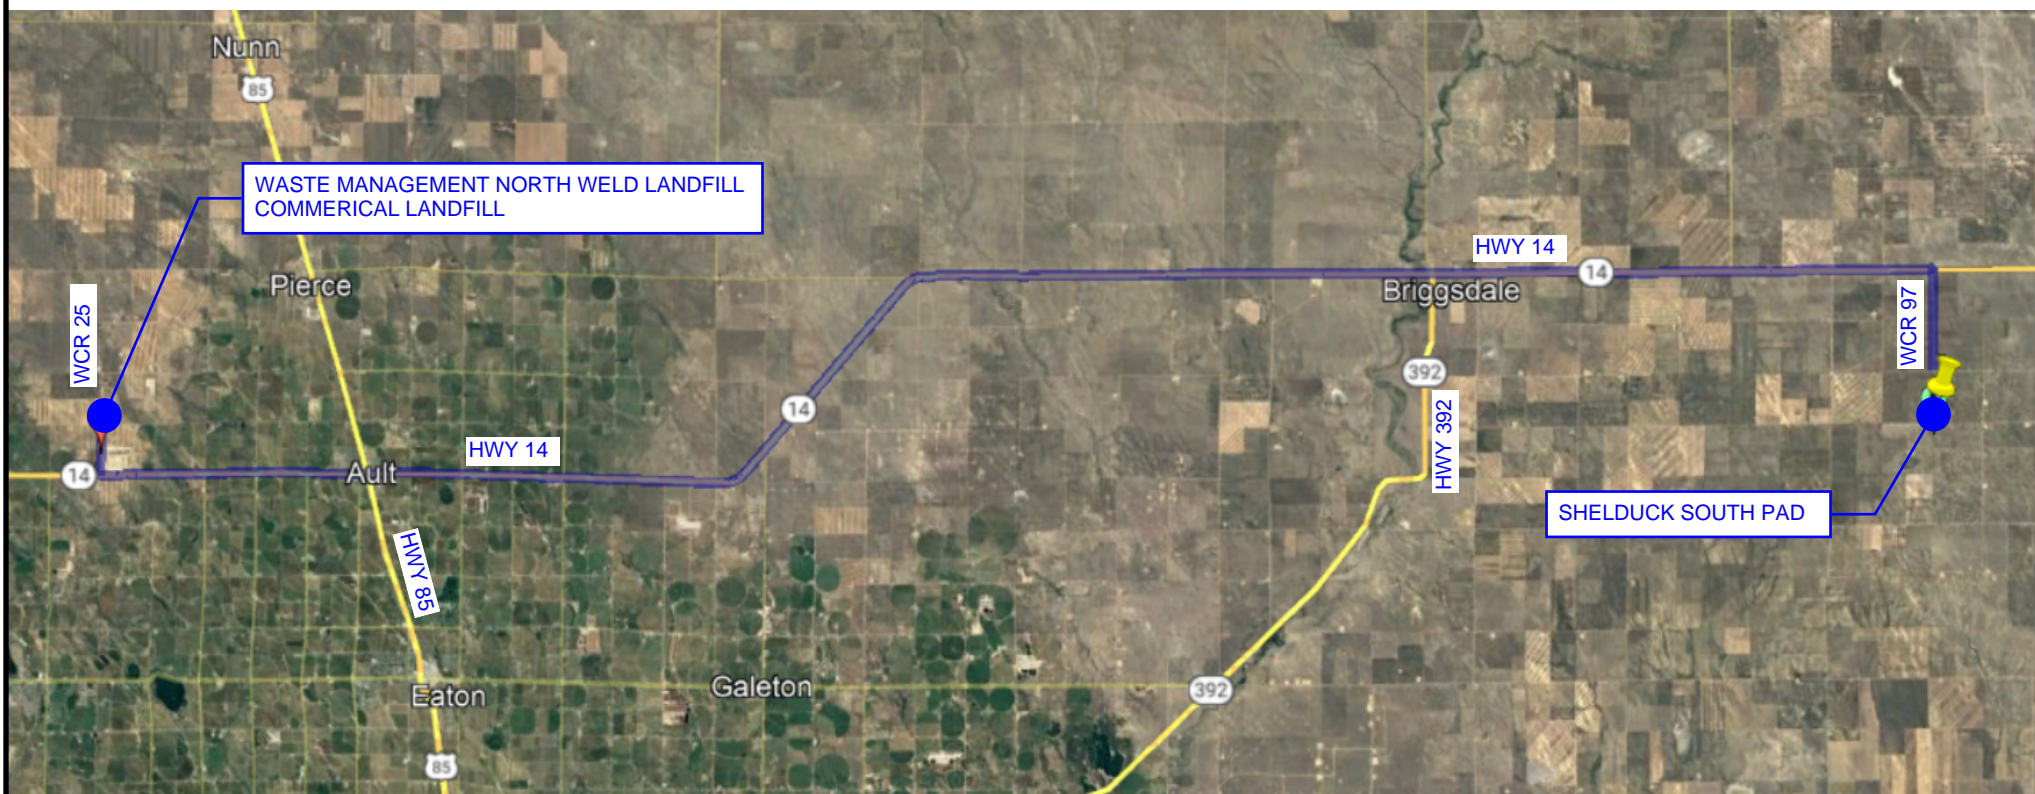 Nunn
85
WASTE MANAGEMENT NORTH WELD LANDFILL
COMMERICAL LANDFILL
HWY 14
14
Pierce
Briggsdale
WCR 25
WCR 97
392
14
HWY 392
HWY 14
14
Ault
SHELDUCK SOUTH PAD
HWY 85
Eaton
Galeton
392
85